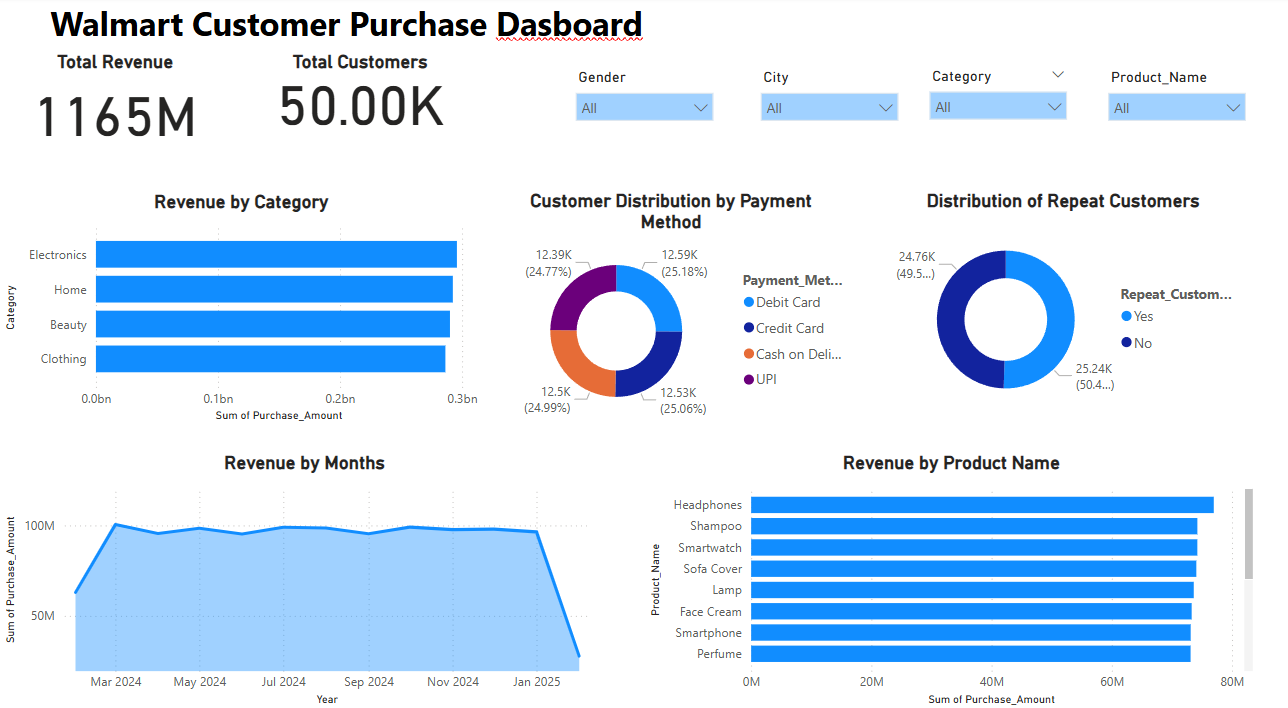 Walmart Customer Purchase Dasboard
Total Revenue
1165M
Total Customers
50.00K
Gender
All
City
All
Category
All
Product_Name
All
Revenue by Category
Category
Electronics
Home
Beauty
Clothing
0.0bn 0.1bn 0.2bn 0.3bn
Sum of Purchase_Amount
Customer Distribution by Payment
Method
12.39K
(24.77%)
12.59K
(25.18%)
12.5K
(24.99%)
12.53K
(25.06%)
Payment_Met...
Debit Card
Credit Card
Cash on Deli...
UPI
Distribution of Repeat Customers
24.76K
(49.5...)
25.24K
(50.4...)
Repeat_Custom...
Yes
No
Revenue by Months
Sum of Purchase_Amount
100M
50M
Mar 2024 May 2024 Jul 2024 Sep 2024 Nov 2024 Jan 2025
Year
Revenue by Product Name
Product_Name
Headphones
Shampoo
Smartwatch
Sofa Cover
Lamp
Face Cream
Smartphone
Perfume
0M 20M 40M 60M 80M
Sum of Purchase_Amount